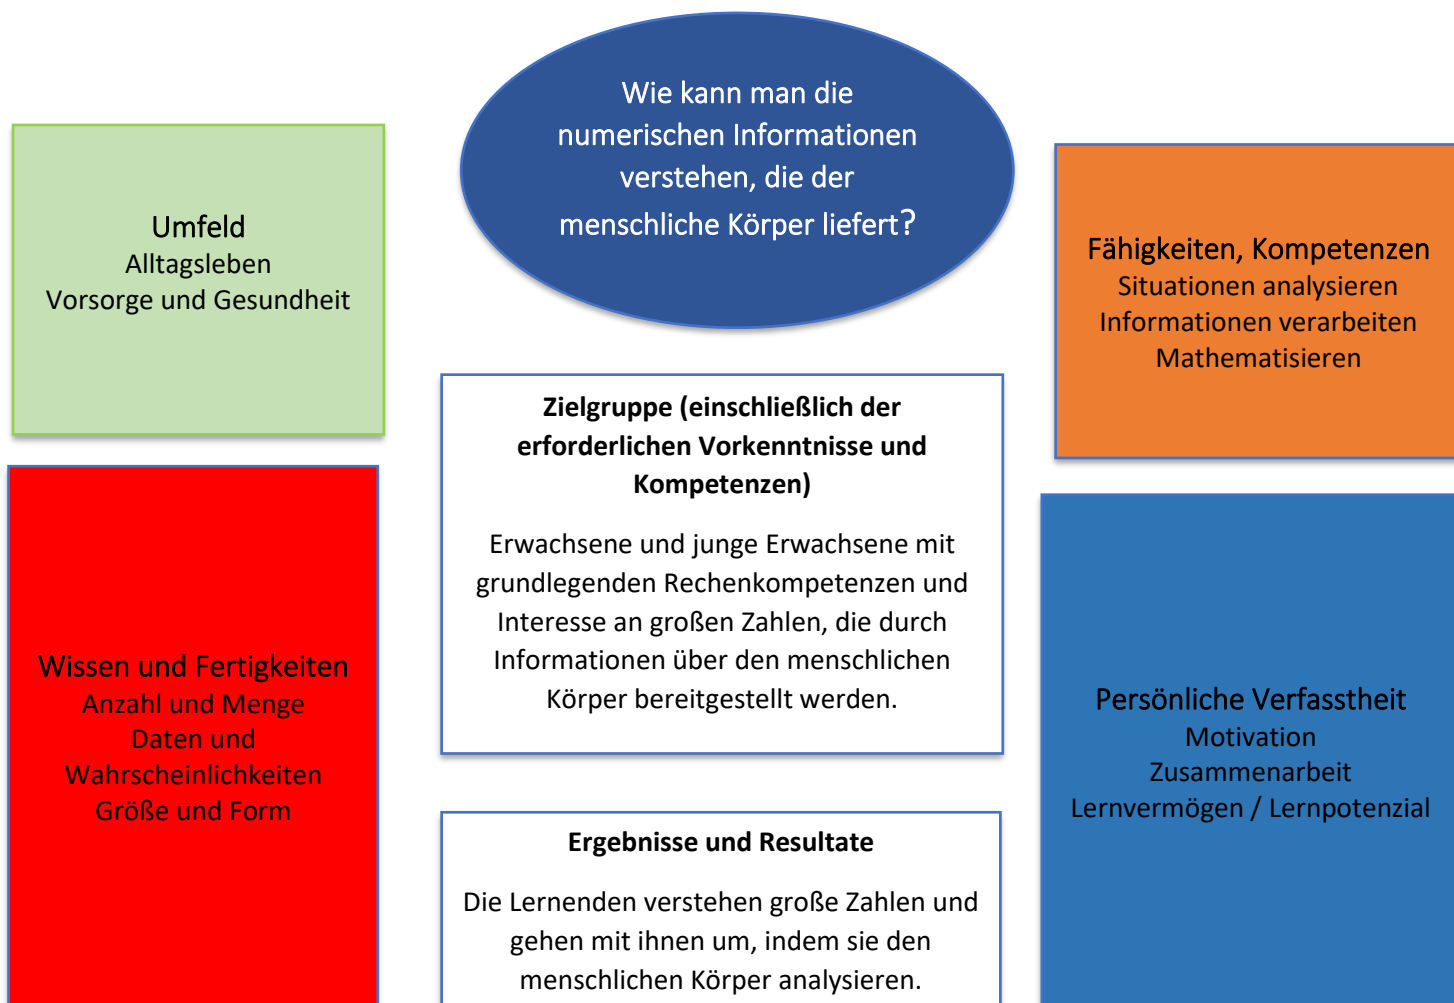 Wie kann man die
numerischen Informationen
verstehen, die der
menschliche Körper liefert?
Umfeld
Alltagsleben
Vorsorge und Gesundheit
Fähigkeiten, Kompetenzen
Situationen analysieren
Informationen verarbeiten
Mathematisieren
Zielgruppe (einschließlich der
erforderlichen Vorkenntnisse und
Kompetenzen)
Erwachsene und junge Erwachsene mit
grundlegenden Rechenkompetenzen und
Interesse an großen Zahlen, die durch
Informationen über den menschlichen
Körper bereitgestellt werden.
Wissen und Fertigkeiten
Anzahl und Menge
Daten und
Wahrscheinlichkeiten
Größe und Form
Persönliche Verfasstheit
Motivation
Zusammenarbeit
Lernvermögen / Lernpotenzial
Ergebnisse und Resultate
Die Lernenden verstehen große Zahlen und
gehen mit ihnen um, indem sie den
menschlichen Körper analysieren.